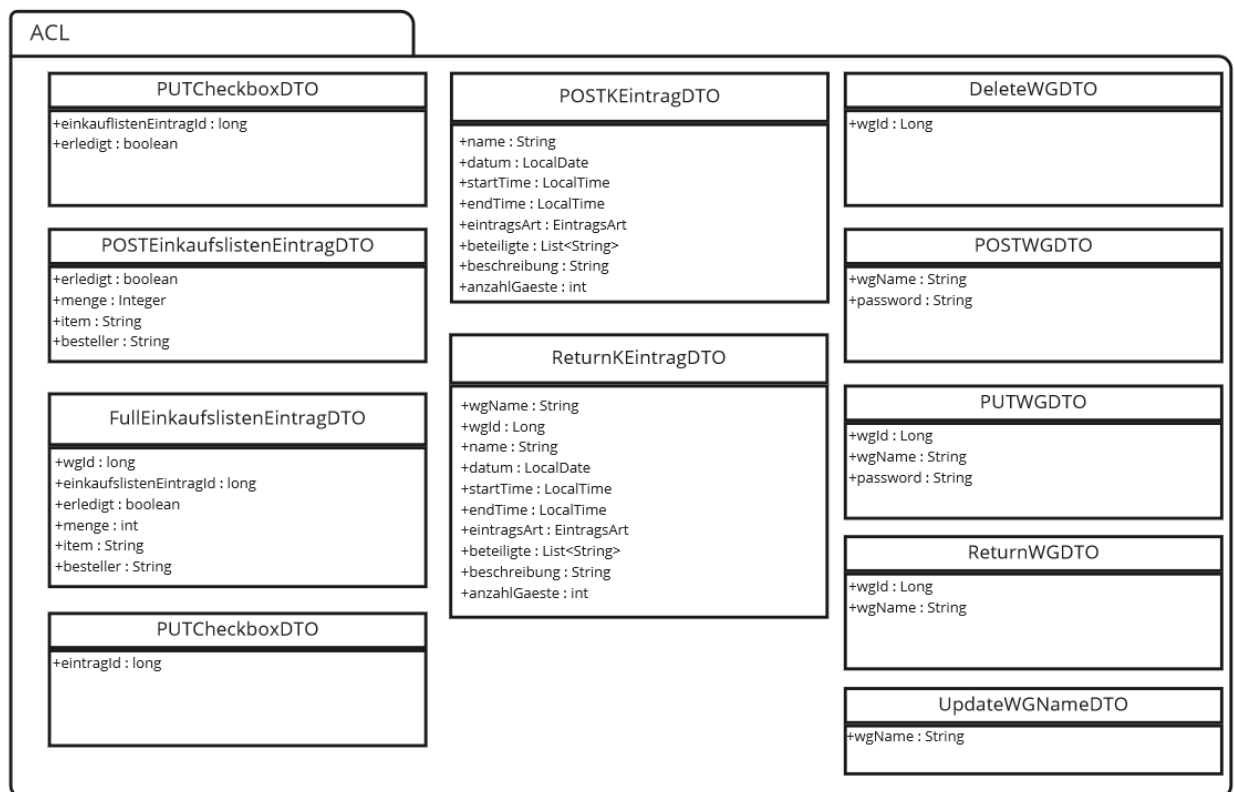 ACL
PUTCheckboxDTO
+einkauflistenEintragId : long
+erledigt : boolean
POSTEinkaufslistenEintragDTO
+erledigt : boolean
+menge : Integer
+item : String
+besteller : String
FullEinkaufslistenEintragDTO
+wgId : long
+einkaufslistenEintragId : long
+erledigt : boolean
+menge : int
+item : String
+besteller : String
PUTCheckboxDTO
+eintragId : long
POSTKEintragDTO
+name : String
+datum : LocalDate
+startTime : LocalTime
+endTime : LocalTime
+eintragsArt : EintragsArt
+beteiligte : List<String>
+beschreibung : String
+anzahlGaeste : int
ReturnKEintragDTO
+wgName : String
+wgId : Long
+name : String
+datum : LocalDate
+startTime : LocalTime
+endTime : LocalTime
+eintragsArt : EintragsArt
+beteiligte : List<String>
+beschreibung : String
+anzahlGaeste : int
DeleteWGDTO
+wgId : Long
POSTWGDTO
+wgName : String
+password : String
PUTWGDTO
+wgId : Long
+wgName : String
+password : String
ReturnWGDTO
+wgId : Long
+wgName : String
UpdateWGNameDTO
+wgName : String